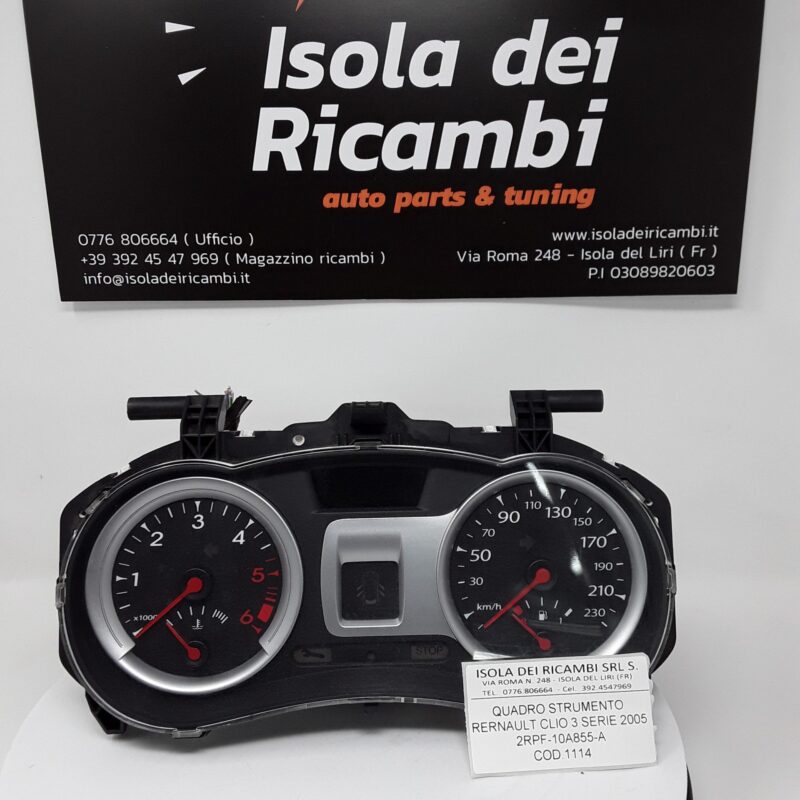 Isola dei
Ricambi
auto parts & tuning
0776 806664 ( Ufficio )
+39 392 45 47 969 ( Magazzino ricambi )
info@isoladeiricambi.it
www.isoladeiricambi.it
Via Roma 248 - Isola del Liri ( Fr )
P.I 03089820603
1
2
3
4
5
6
x1000
30
50
70
90
110
130
150
170
190
210
230
km/h
STOP
ISOLA DEI RICAMBI SRL S.
VIA ROMA N. 248 - ISOLA DEL LIRI (FR)
TEL. 0776.806664 - Cel. 392.4547969
QUADRO STRUMENTO
RERNAULT CLIO 3 SERIE 2005
2RPF-10A855-A
COD.1114